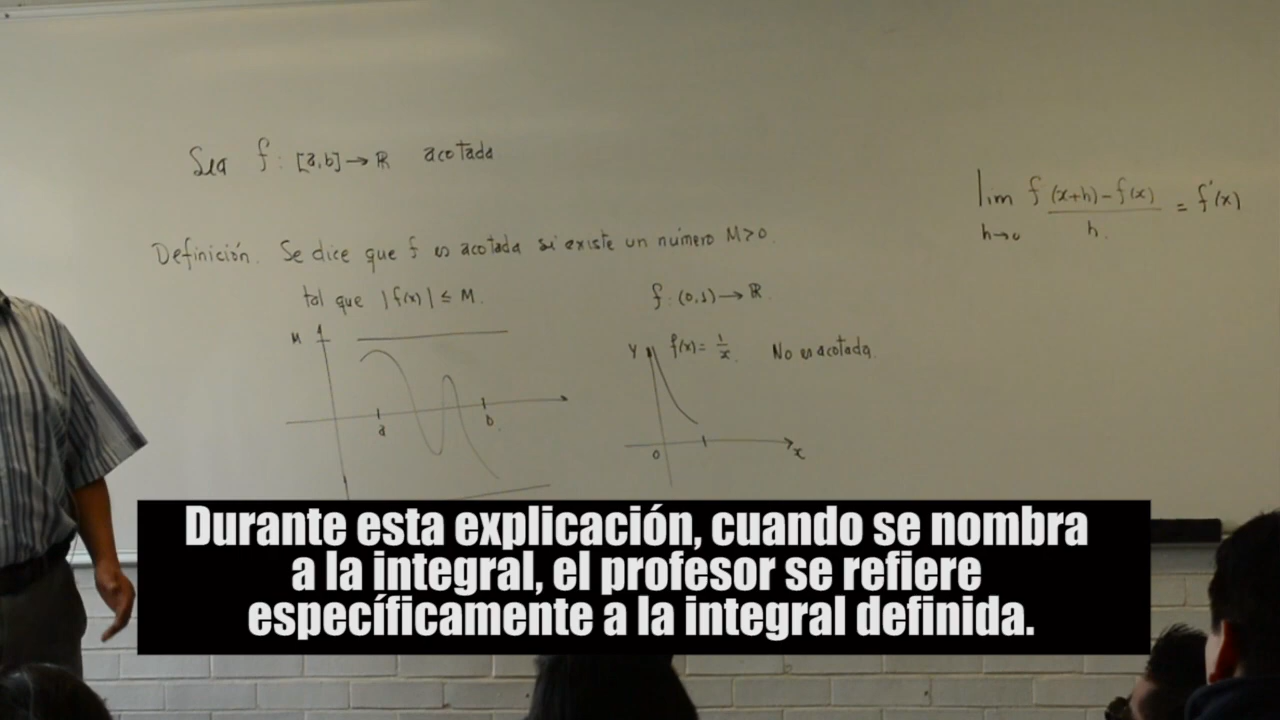 Sea f : [a,b] → ℝ acotada
lim f(x+h) - f(x) = f'(x)
h→0 h.
Definición. Se dice que f es acotada si existe un número M>0.
tal que |f(x)| ≤ M.
f : (0,1) → ℝ.
M
Y f(x) = 1/x. No es acotada.
a b
0 x
Durante esta explicación, cuando se nombra
a la integral, el profesor se refiere
específicamente a la integral definida.